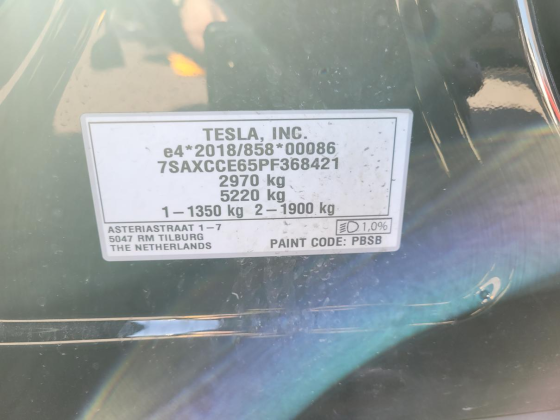 TESLA, INC.
e4*2018/858*00086
7SAXCCE65PF368421
2970 kg
5220 kg
1-1350 kg 2-1900 kg
ASTERIASTRAAT 1-7
5047 RM TILBURG
THE NETHERLANDS
1,0%
PAINT CODE: PBSB